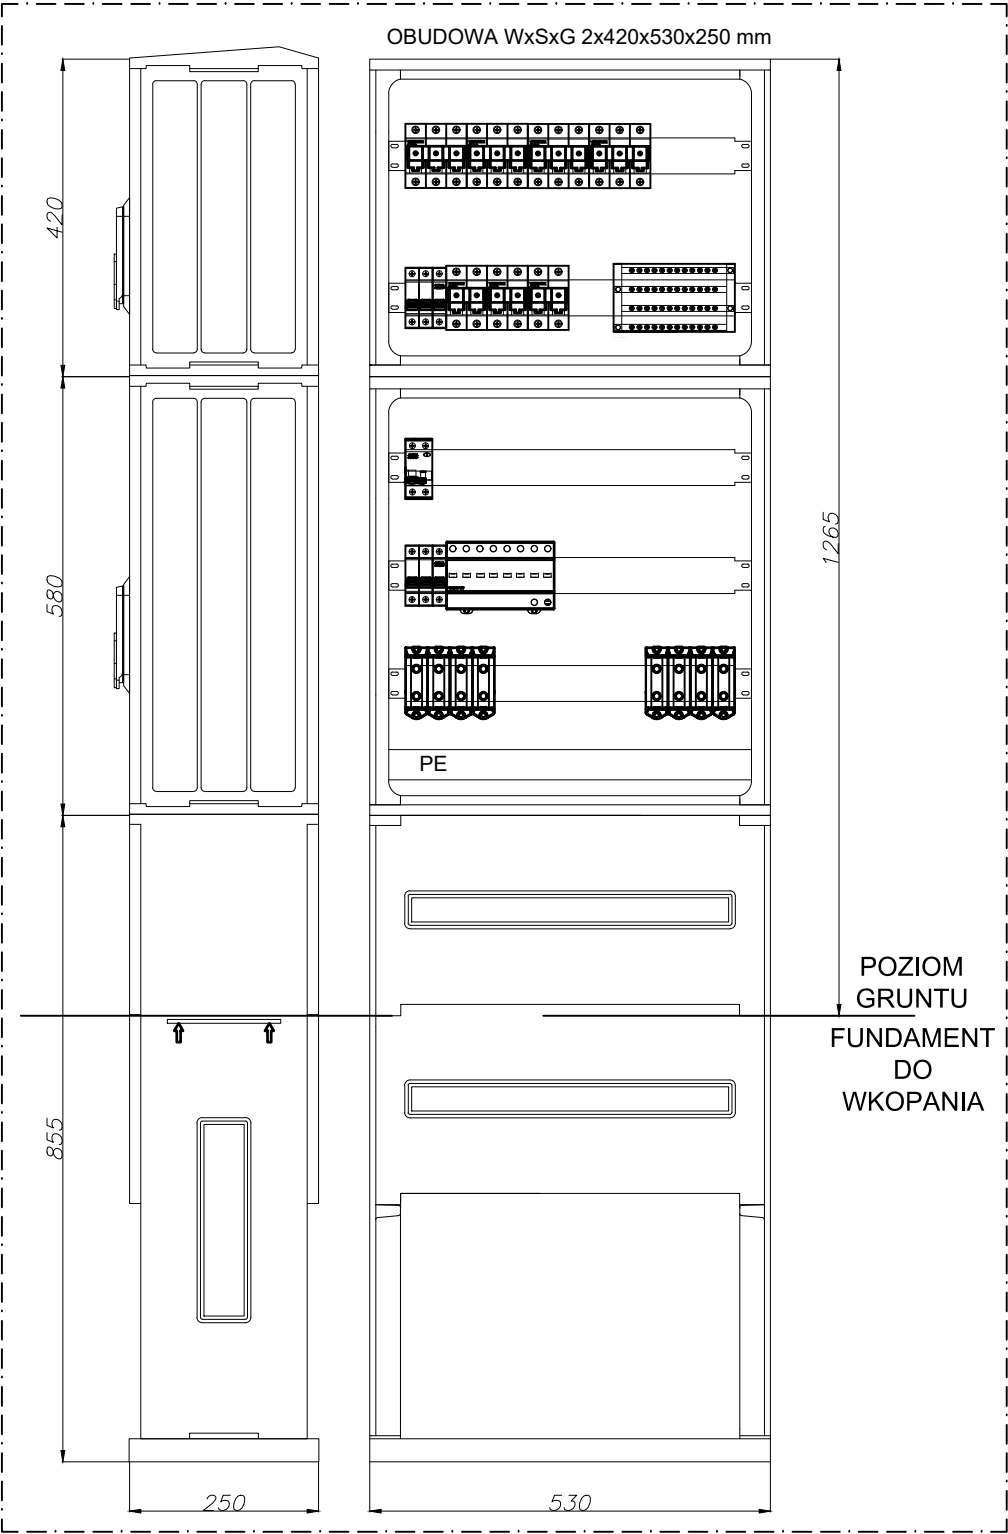 OBUDOWA WxSxG 2x420x530x250 mm
420
580
1265
PE
855
POZIOM
GRUNTU
FUNDAMENT
DO
WKOPANIA
250
530